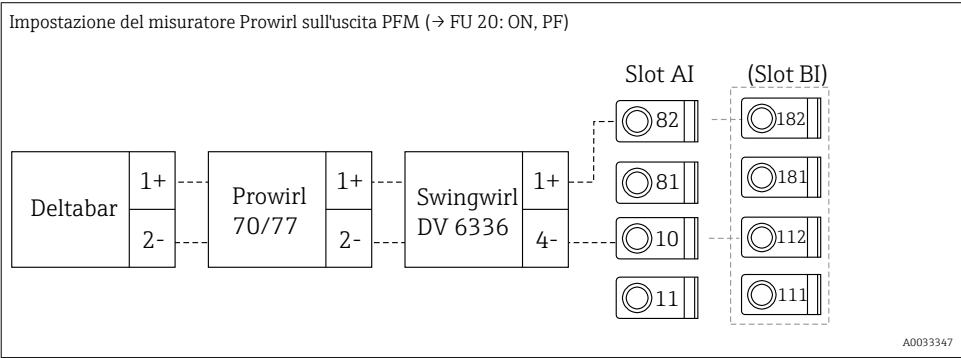 Impostazione del misuratore Prowirl sull'uscita PFM (→ FU 20: ON, PF)
Slot AI
(Slot BI)
82
182
81
181
10
112
11
111
Deltabar
1+
2-
Prowirl
70/77
1+
2-
Swingwirl
DV 6336
1+
4-
A0033347